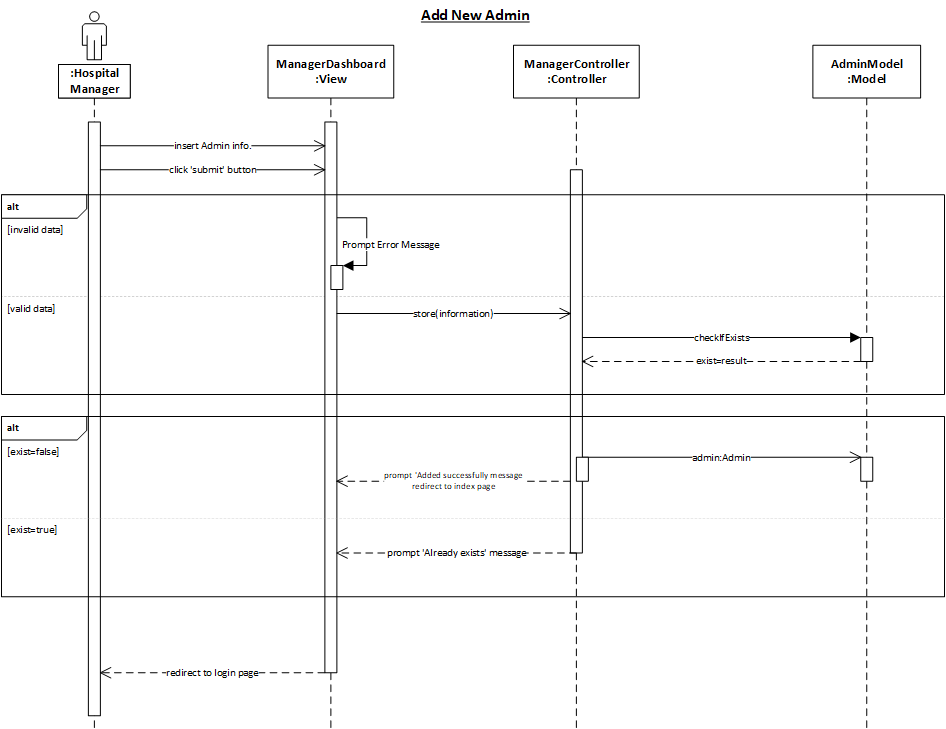 Add New Admin
:Hospital
Manager
ManagerDashboard
:View
ManagerController
:Controller
AdminModel
:Model
insert Admin info.
click 'submit' button
alt
[invalid data]
Prompt Error Message
[valid data]
store(information)
checkIfExists
exist=result
alt
[exist=false]
admin:Admin
prompt 'Added successfully message
redirect to index page
[exist=true]
prompt 'Already exists' message
redirect to login page